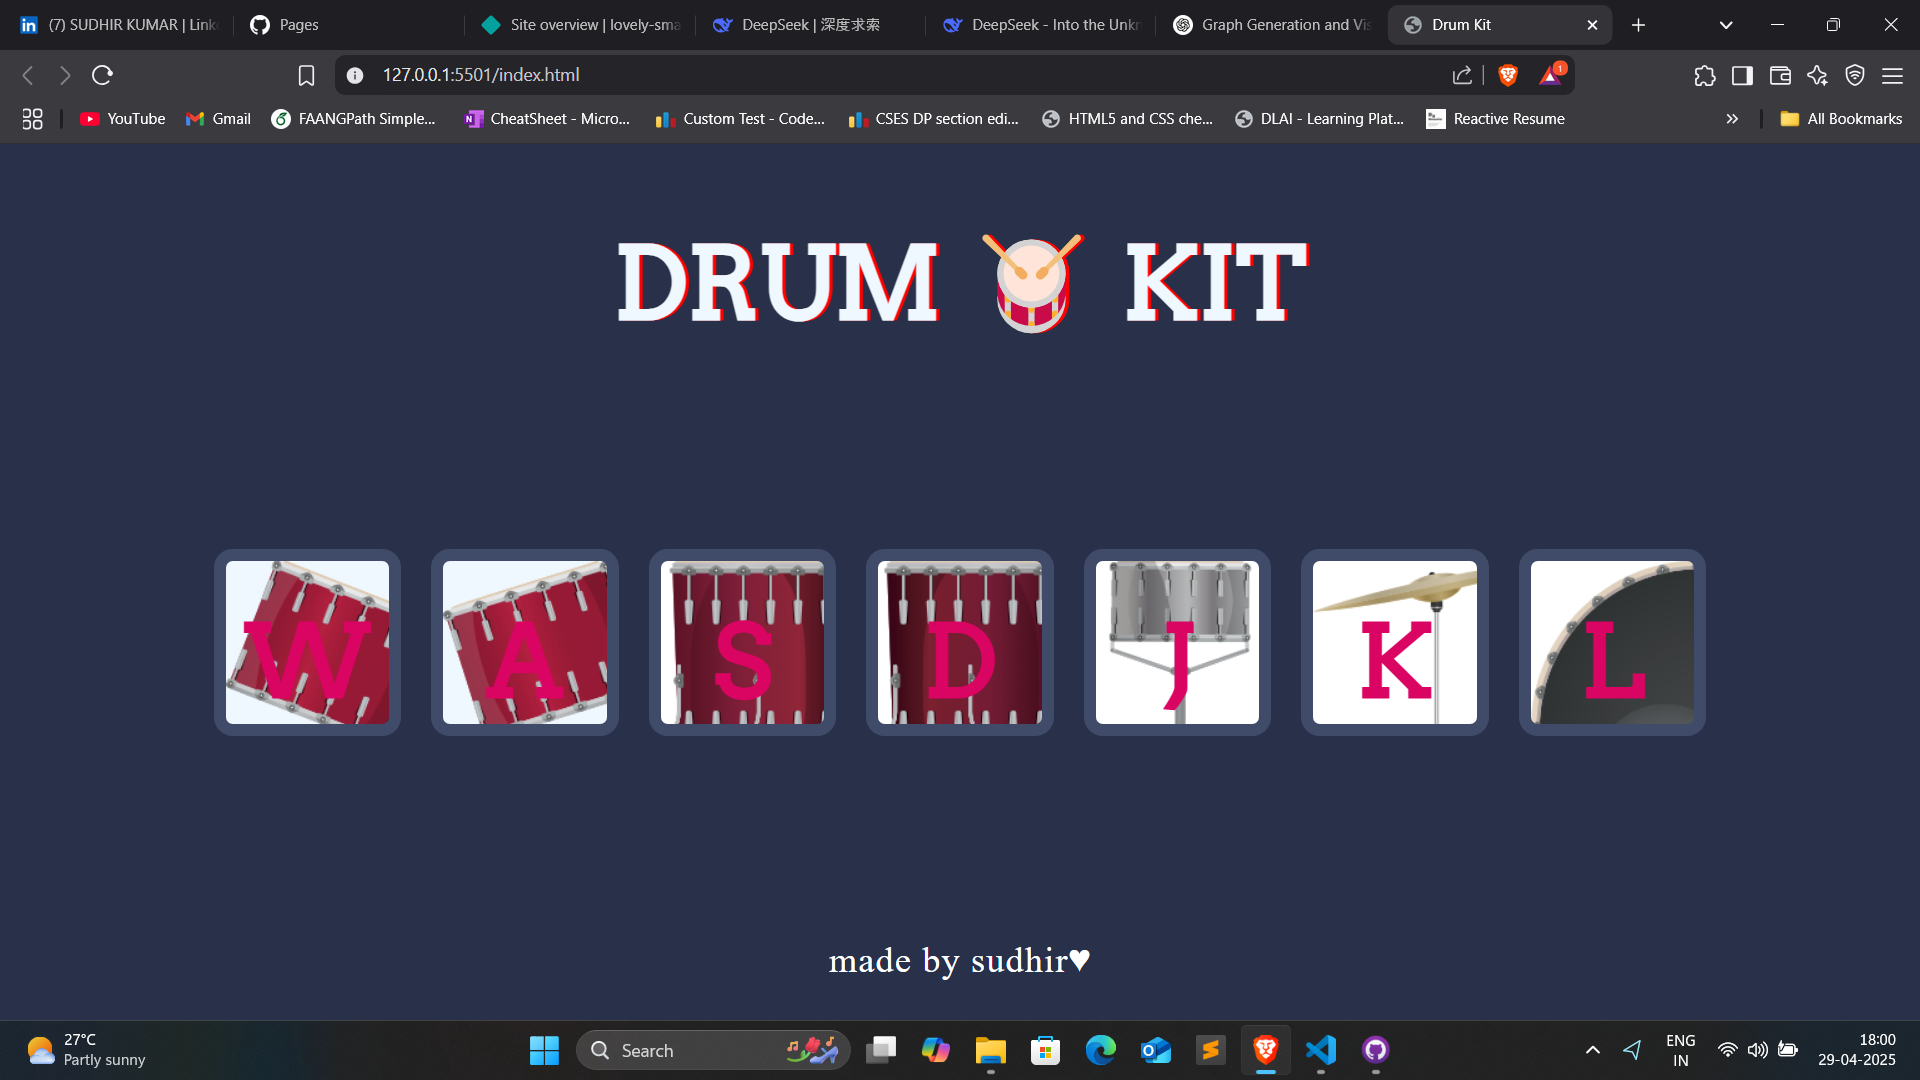 (7) SUDHIR KUMAR | Link
Pages
Site overview | lovely-sma
DeepSeek | 深度求索
DeepSeek - Into the Unkn
Graph Generation and Vis
Drum Kit
127.0.0.1:5501/index.html
1
YouTube
Gmail
FAANGPath Simple...
CheatSheet - Micro...
Custom Test - Code...
CSES DP section edi...
HTML5 and CSS che...
DLAI - Learning Plat...
Reactive Resume
All Bookmarks
DRUM KIT
W A S D J K L
made by sudhir♥
27°C
Partly sunny
Search
ENG
IN
18:00
29-04-2025